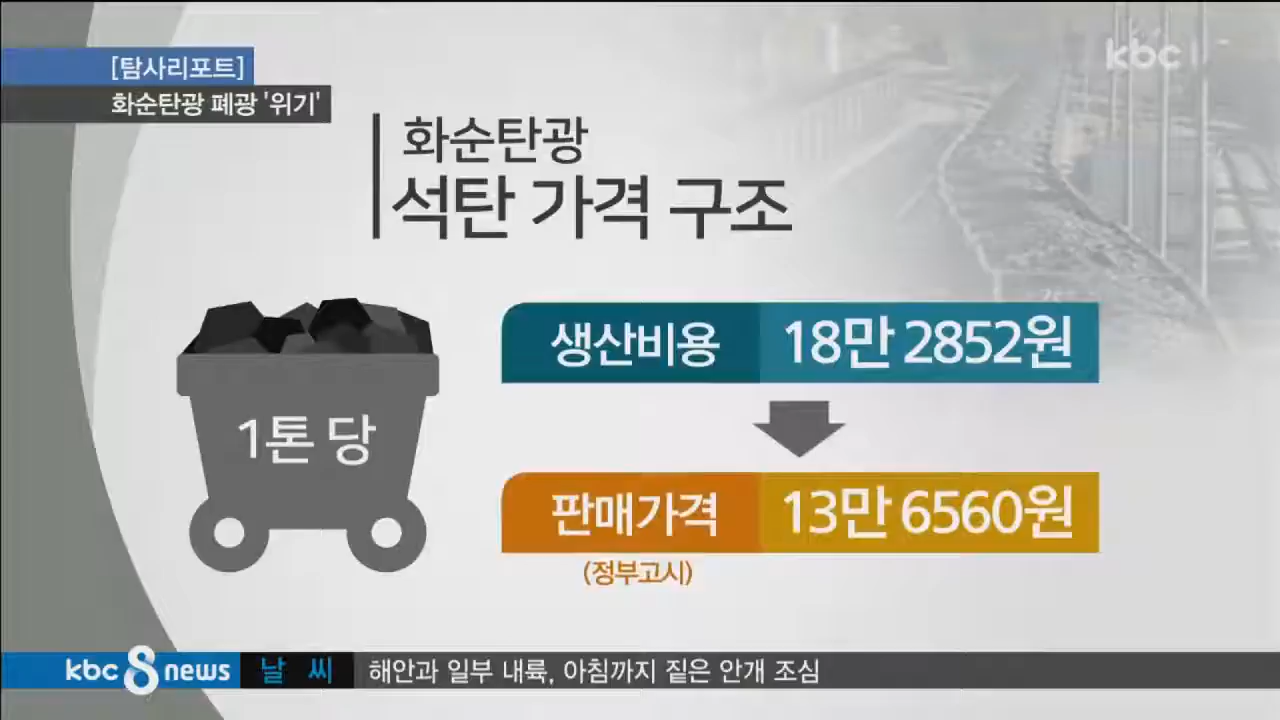 [탐사리포트]
kbc
화순탄광 폐광 '위기'
화순탄광
석탄 가격 구조
1톤 당
생산비용 18만 2852원
판매가격 13만 6560원
(정부고시)
kbc 8 news 날 씨 해안과 일부 내륙, 아침까지 짙은 안개 조심